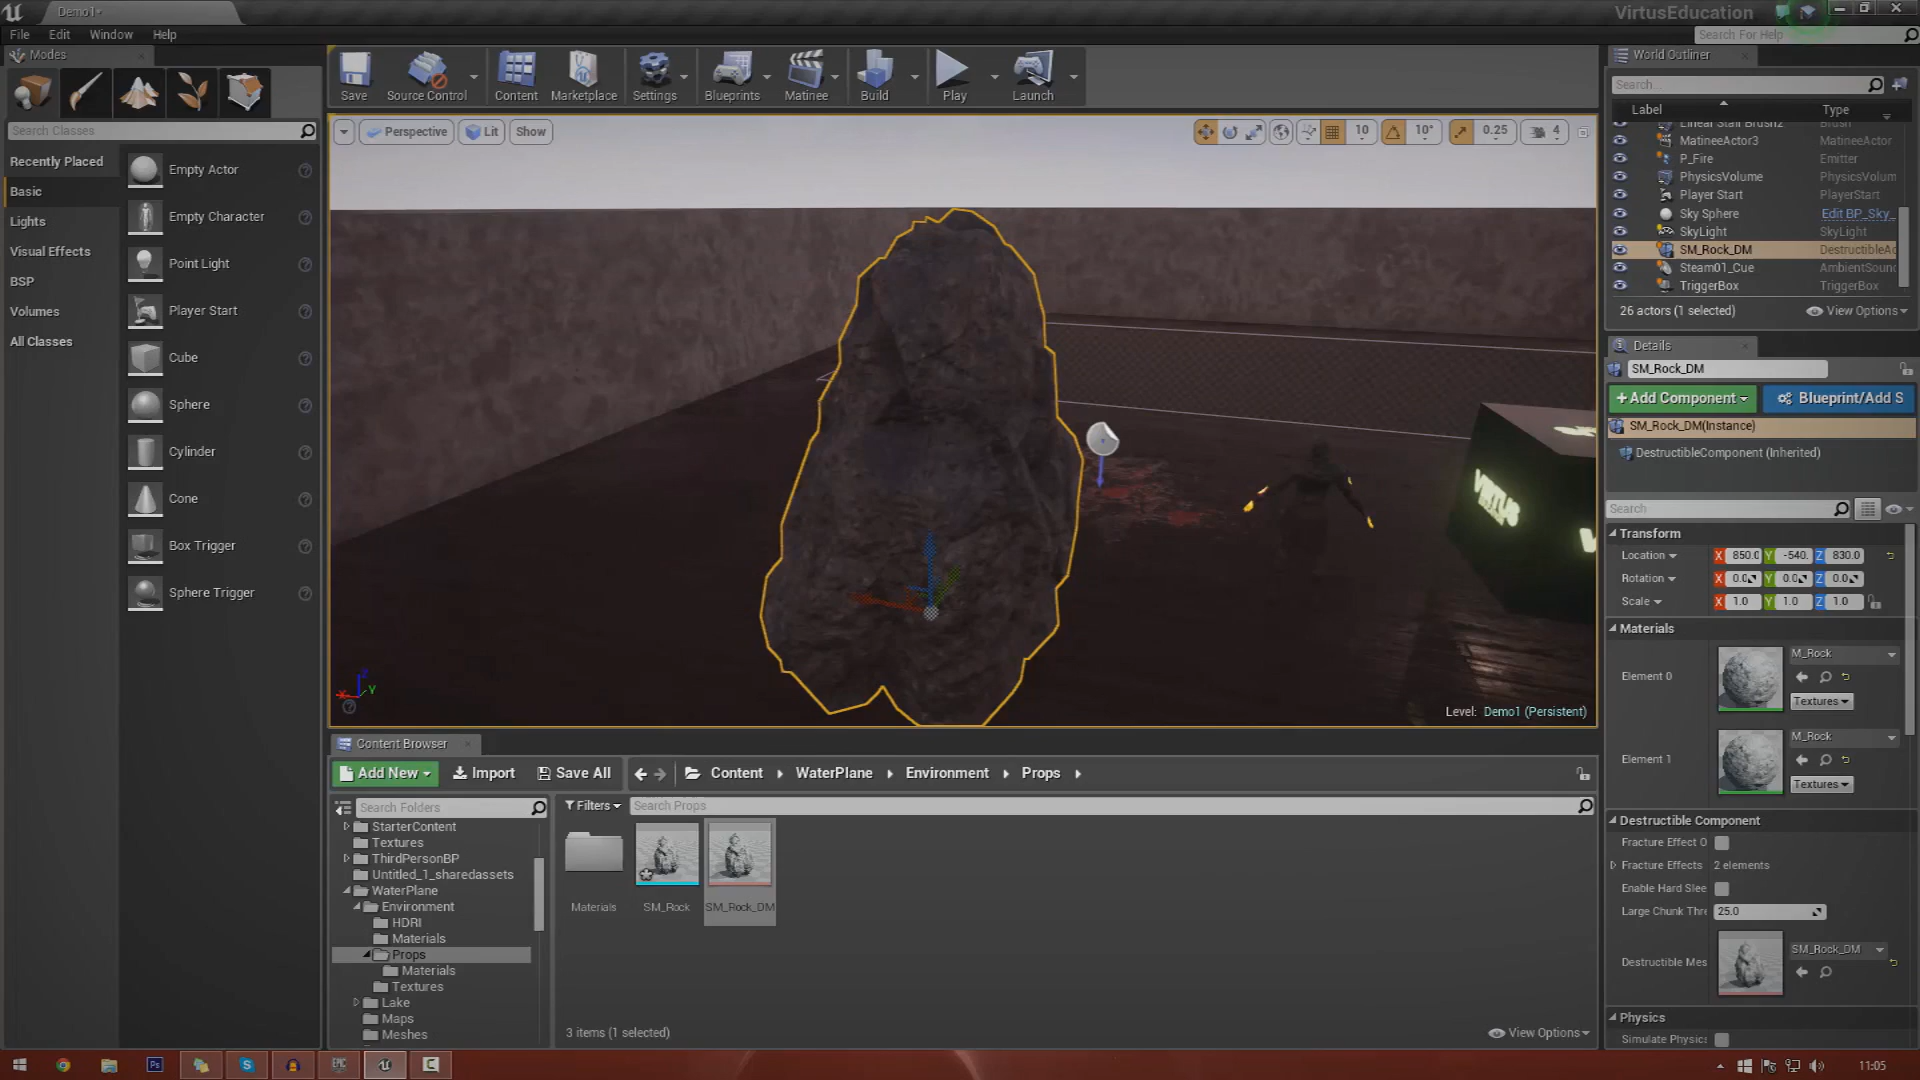 Demo1*
VirtusEducation
File Edit Window Help
Search For Help
Modes
Search Classes
Recently Placed
Basic
Lights
Visual Effects
BSP
Volumes
All Classes
Empty Actor
Empty Character
Point Light
Player Start
Cube
Sphere
Cylinder
Cone
Box Trigger
Sphere Trigger
Save Source Control Content Marketplace Settings Blueprints Matinee Build Play Launch
Perspective Lit Show
10 10° 0.25 4
VIRTUS
Level: Demo1 (Persistent)
Content Browser
Add New Import Save All Content WaterPlane Environment Props
Search Folders
Filters Search Props
StarterContent
Textures
ThirdPersonBP
Untitled_1_sharedassets
WaterPlane
Environment
HDRI
Materials
Props
Materials
Textures
Lake
Maps
Meshes
Materials SM_Rock SM_Rock_DM
3 items (1 selected) View Options
World Outliner
Search...
Label Type
Linear Stair Brush2 Brush
MatineeActor3 MatineeActor
P_Fire Emitter
PhysicsVolume PhysicsVolum
Player Start PlayerStart
Sky Sphere Edit BP_Sky_
SkyLight SkyLight
SM_Rock_DM DestructibleAc
Steam01_Cue AmbientSoun
TriggerBox TriggerBox
26 actors (1 selected) View Options
Details
SM_Rock_DM
+Add Component Blueprint/Add S
SM_Rock_DM(Instance)
DestructibleComponent (Inherited)
Search
Transform
Location X 850.0 Y -540. Z 830.0
Rotation X 0.0 Y 0.0 Z 0.0
Scale X 1.0 Y 1.0 Z 1.0
Materials
Element 0 M_Rock
Textures
Element 1 M_Rock
Textures
Destructible Component
Fracture Effect O
Fracture Effects 2 elements
Enable Hard Slee
Large Chunk Thre 25.0
Destructible Mes SM_Rock_DM
Physics
Simulate Physics
11:05